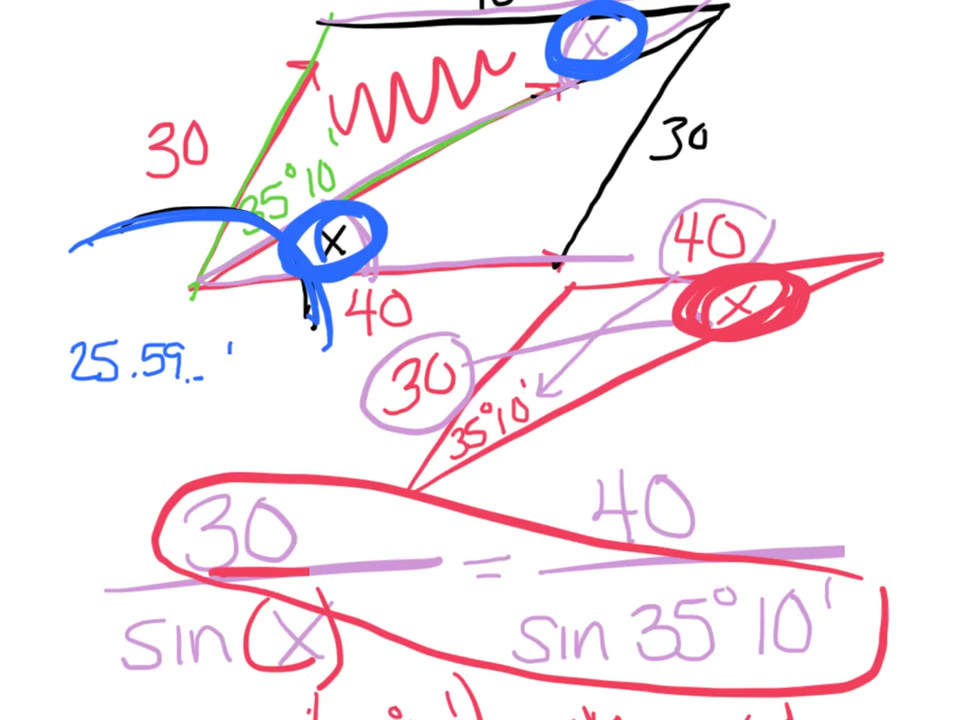 x
30
30
35°10'
x
40
40
x
25.59..'
30
35°10'
30 = 40
sin(x) sin 35°10'